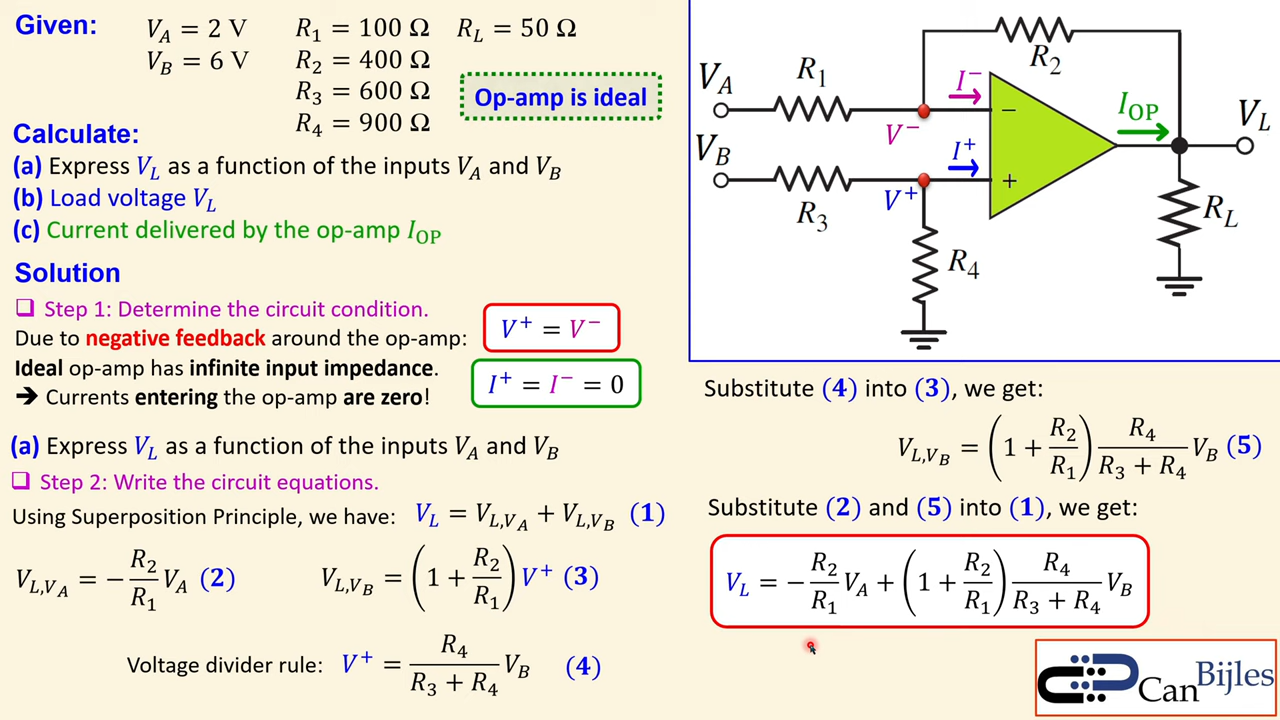 Given:
V_A = 2 V
V_B = 6 V
R_1 = 100 Ω
R_2 = 400 Ω
R_3 = 600 Ω
R_4 = 900 Ω
R_L = 50 Ω
Op-amp is ideal
Calculate:
(a) Express V_L as a function of the inputs V_A and V_B
(b) Load voltage V_L
(c) Current delivered by the op-amp I_OP
Solution
❑ Step 1: Determine the circuit condition.
Due to negative feedback around the op-amp:
V⁺ = V⁻
Ideal op-amp has infinite input impedance.
➔ Currents entering the op-amp are zero!
I⁺ = I⁻ = 0
(a) Express V_L as a function of the inputs V_A and V_B
❑ Step 2: Write the circuit equations.
Using Superposition Principle, we have: V_L = V_{L,V_A} + V_{L,V_B} (1)
V_{L,V_A} = −R_2/R_1 V_A (2)
V_{L,V_B} = (1 + R_2/R_1) V⁺ (3)
Voltage divider rule: V⁺ = R_4/(R_3 + R_4) V_B (4)
V_A
R_1
I⁻
V⁻
−
R_2
V_B
R_3
I⁺
V⁺
+
R_4
I_OP
V_L
R_L
Substitute (4) into (3), we get:
V_{L,V_B} = (1 + R_2/R_1) R_4/(R_3 + R_4) V_B (5)
Substitute (2) and (5) into (1), we get:
V_L = −R_2/R_1 V_A + (1 + R_2/R_1) R_4/(R_3 + R_4) V_B
CanBijles